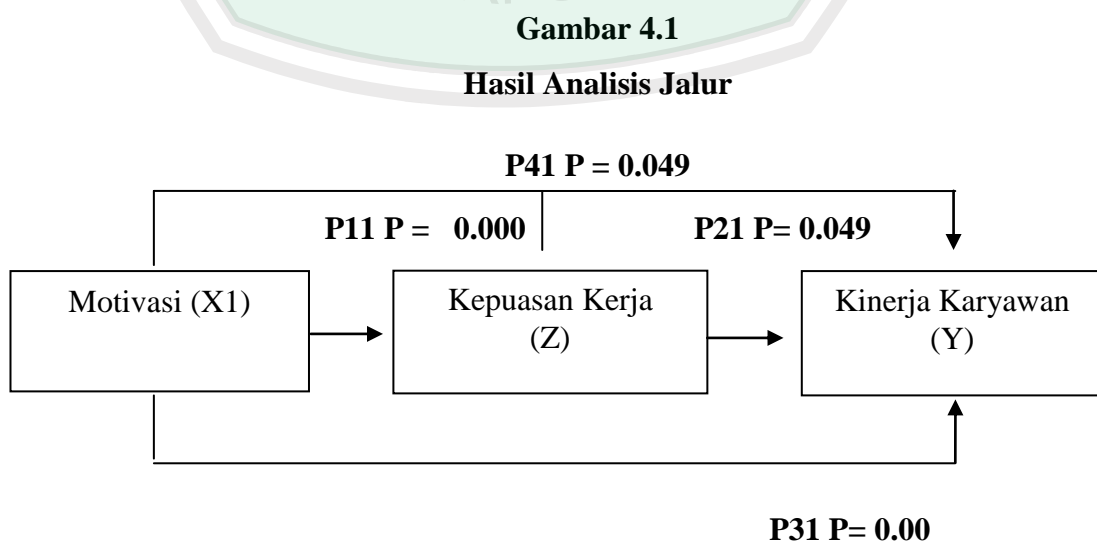 Gambar 4.1
Hasil Analisis Jalur
P41 P = 0.049
P11 P = 0.000
P21 P= 0.049
Motivasi (X1)
Kepuasan Kerja
(Z)
Kinerja Karyawan
(Y)
P31 P= 0.00